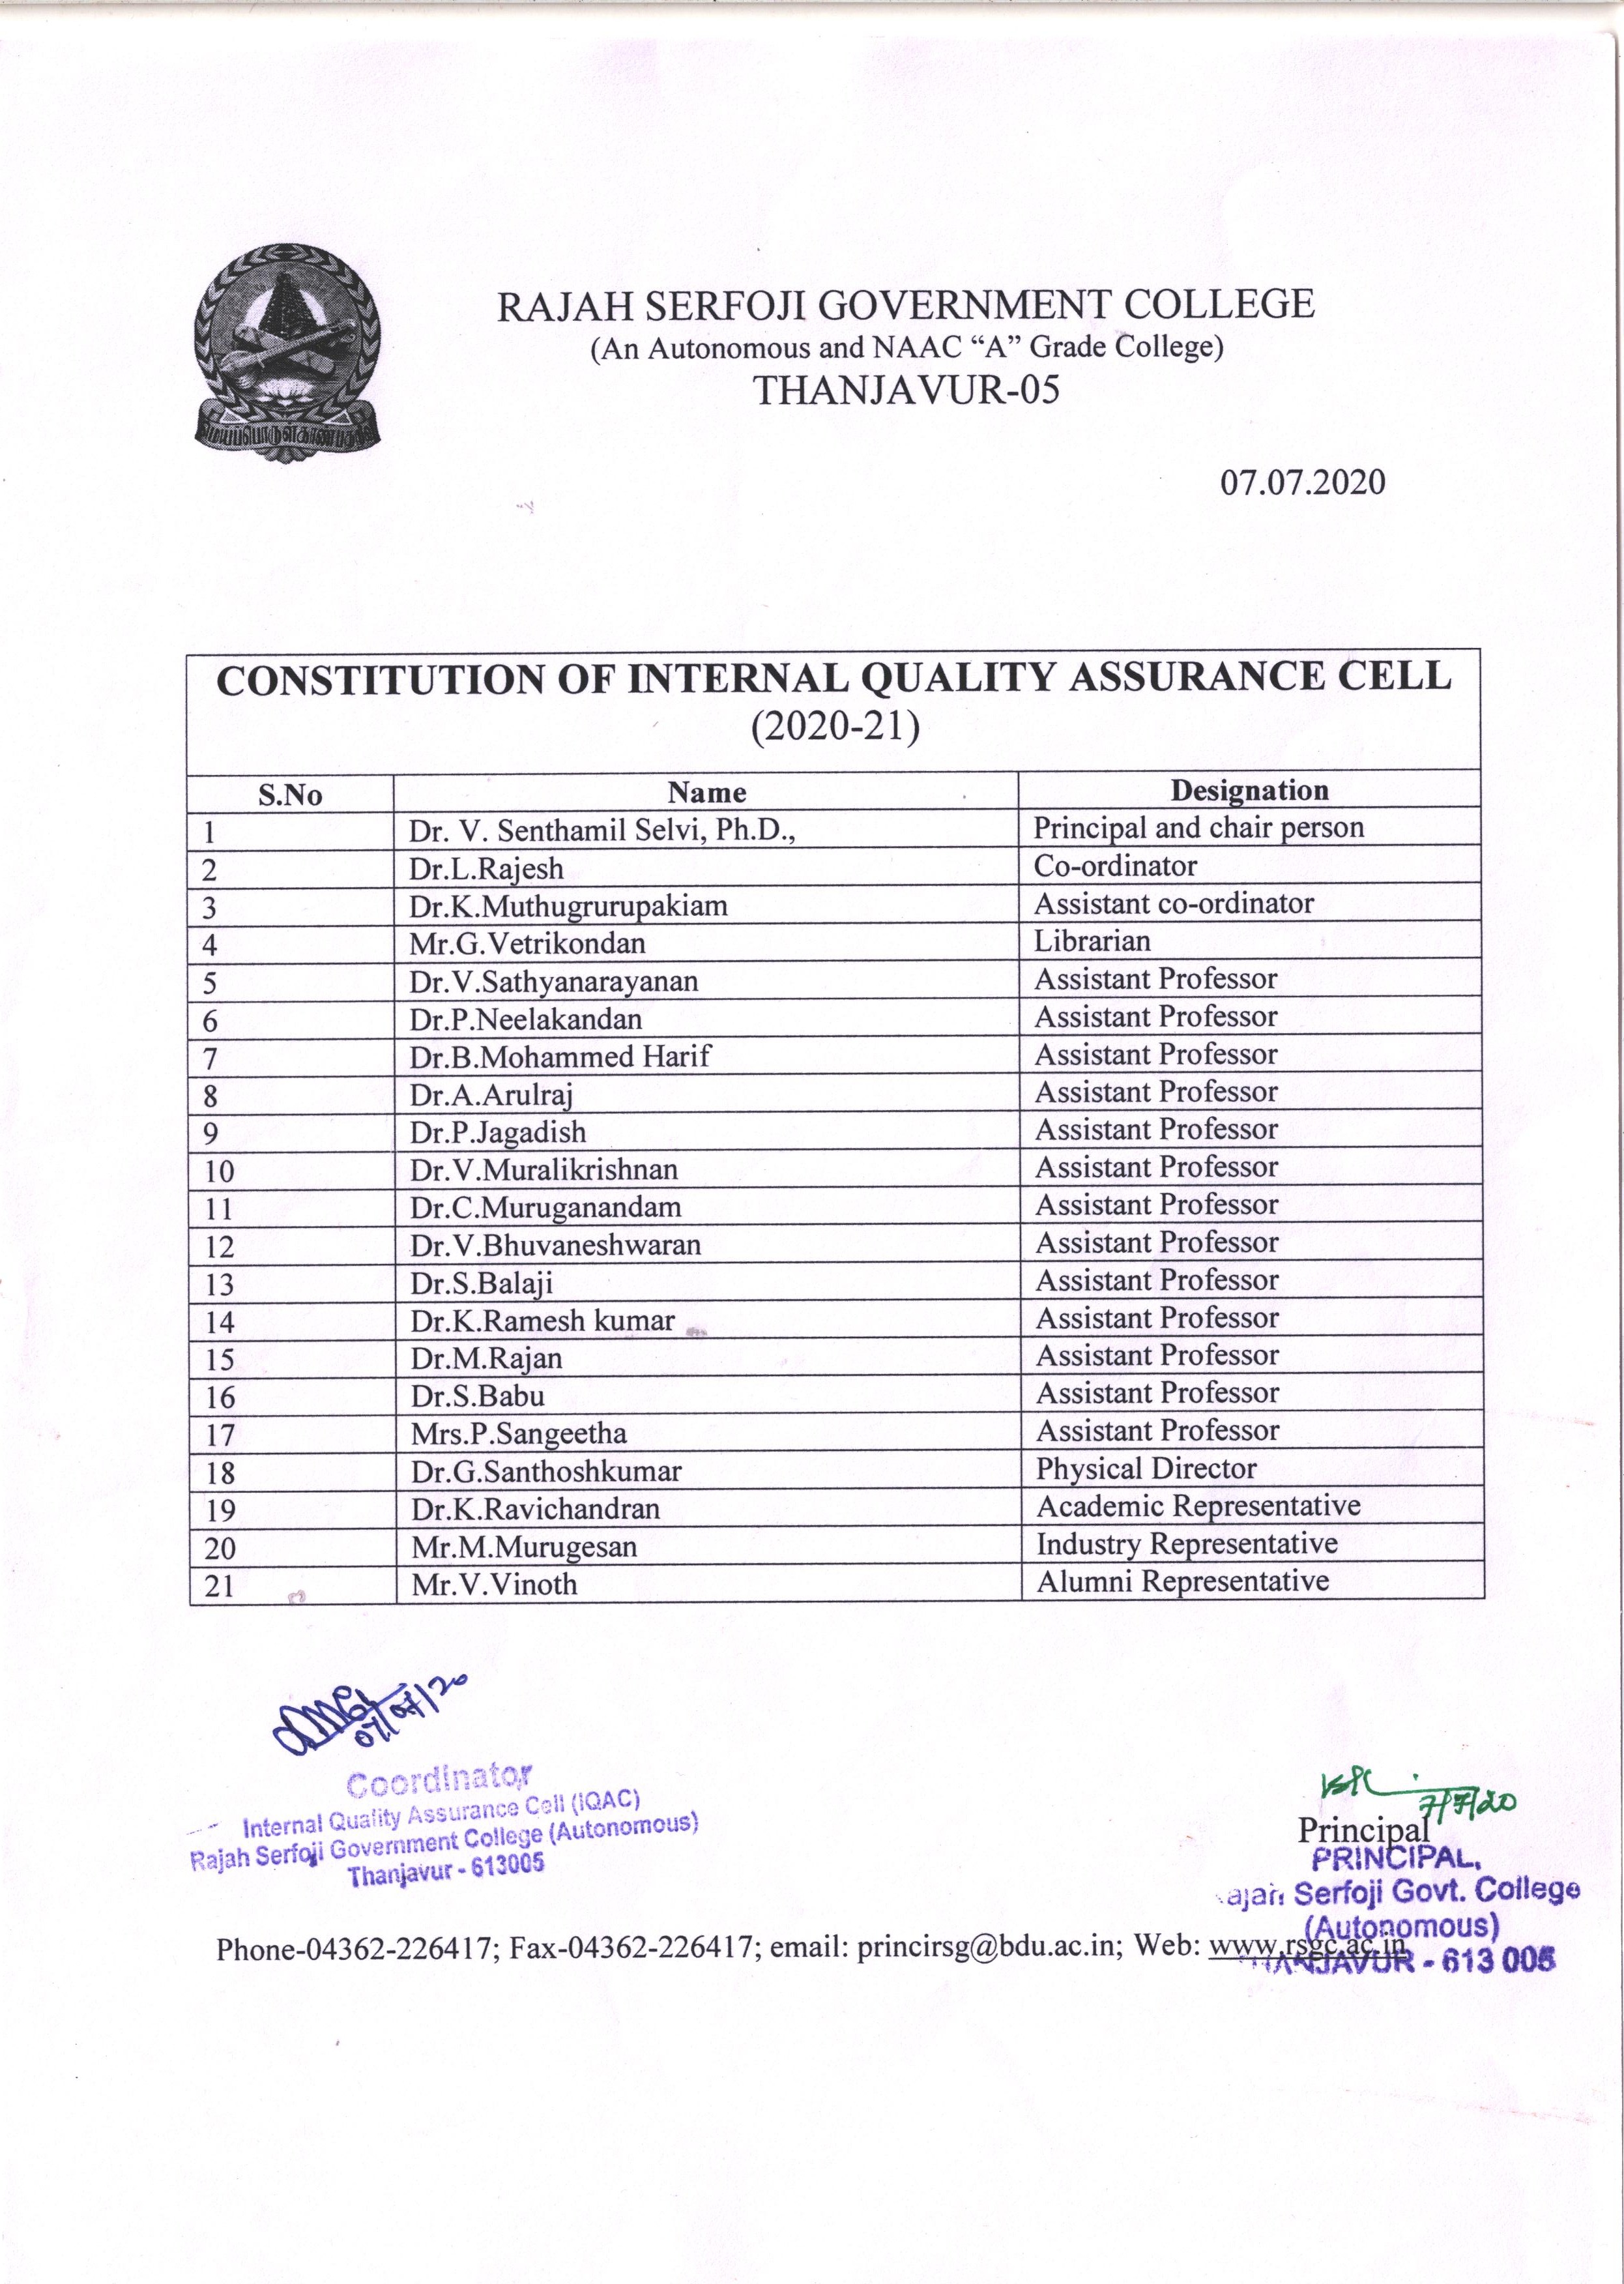 RAJAH SERFOJI GOVERNMENT COLLEGE
(An Autonomous and NAAC “A” Grade College)
THANJAVUR-05
07.07.2020
CONSTITUTION OF INTERNAL QUALITY ASSURANCE CELL
(2020-21)
S.No Name Designation
1 Dr. V. Senthamil Selvi, Ph.D., Principal and chair person
2 Dr.L.Rajesh Co-ordinator
3 Dr.K.Muthugrurupakiam Assistant co-ordinator
4 Mr.G.Vetrikondan Librarian
5 Dr.V.Sathyanarayanan Assistant Professor
6 Dr.P.Neelakandan Assistant Professor
7 Dr.B.Mohammed Harif Assistant Professor
8 Dr.A.Arulraj Assistant Professor
9 Dr.P.Jagadish Assistant Professor
10 Dr.V.Muralikrishnan Assistant Professor
11 Dr.C.Muruganandam Assistant Professor
12 Dr.V.Bhuvaneshwaran Assistant Professor
13 Dr.S.Balaji Assistant Professor
14 Dr.K.Ramesh kumar Assistant Professor
15 Dr.M.Rajan Assistant Professor
16 Dr.S.Babu Assistant Professor
17 Mrs.P.Sangeetha Assistant Professor
18 Dr.G.Santhoshkumar Physical Director
19 Dr.K.Ravichandran Academic Representative
20 Mr.M.Murugesan Industry Representative
21 Mr.V.Vinoth Alumni Representative
07/07/20
Coordinator
Internal Quality Assurance Cell (IQAC)
Rajah Serfoji Government College (Autonomous)
Thanjavur - 613005
7/7/20
Principal
PRINCIPAL,
Serfoji Govt. College
(Autonomous)
THANJAVUR - 613 005
Phone-04362-226417; Fax-04362-226417; email: princirsg@bdu.ac.in; Web: www.rsgc.ac.in